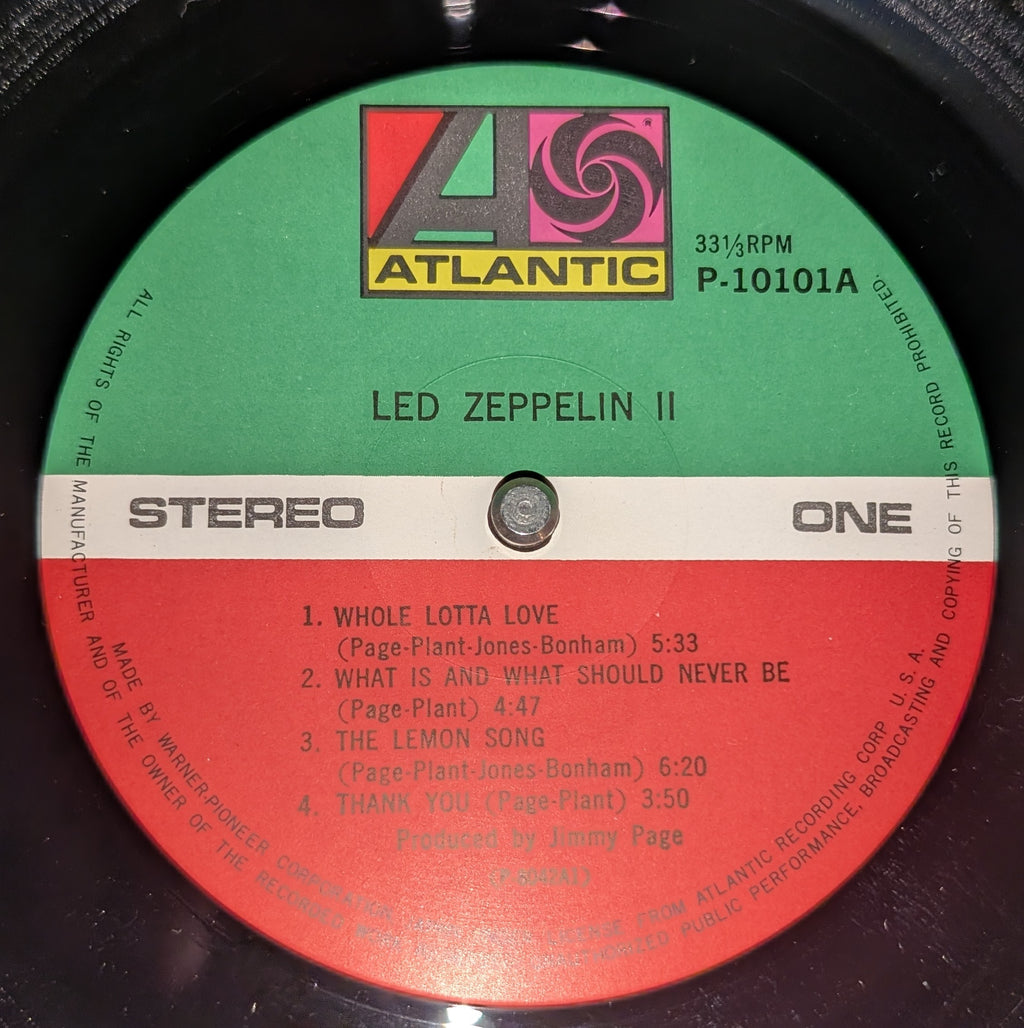 A
®
ATLANTIC
33⅓RPM
P-10101A
LED ZEPPELIN II
STEREO
ONE
1. WHOLE LOTTA LOVE
(Page-Plant-Jones-Bonham) 5:33
2. WHAT IS AND WHAT SHOULD NEVER BE
(Page-Plant) 4:47
3. THE LEMON SONG
(Page-Plant-Jones-Bonham) 6:20
4. THANK YOU (Page-Plant) 3:50
Produced by Jimmy Page
MADE BY WARNER-PIONEER CORPORATION, LICENSE FROM ATLANTIC RECORDING CORP. U. S. A.
ALL RIGHTS OF THE MANUFACTURER AND OF THE OWNER OF THE RECORDED WORK UNAUTHORIZED PUBLIC PERFORMANCE, BROADCASTING AND COPYING OF THIS RECORD PROHIBITED.